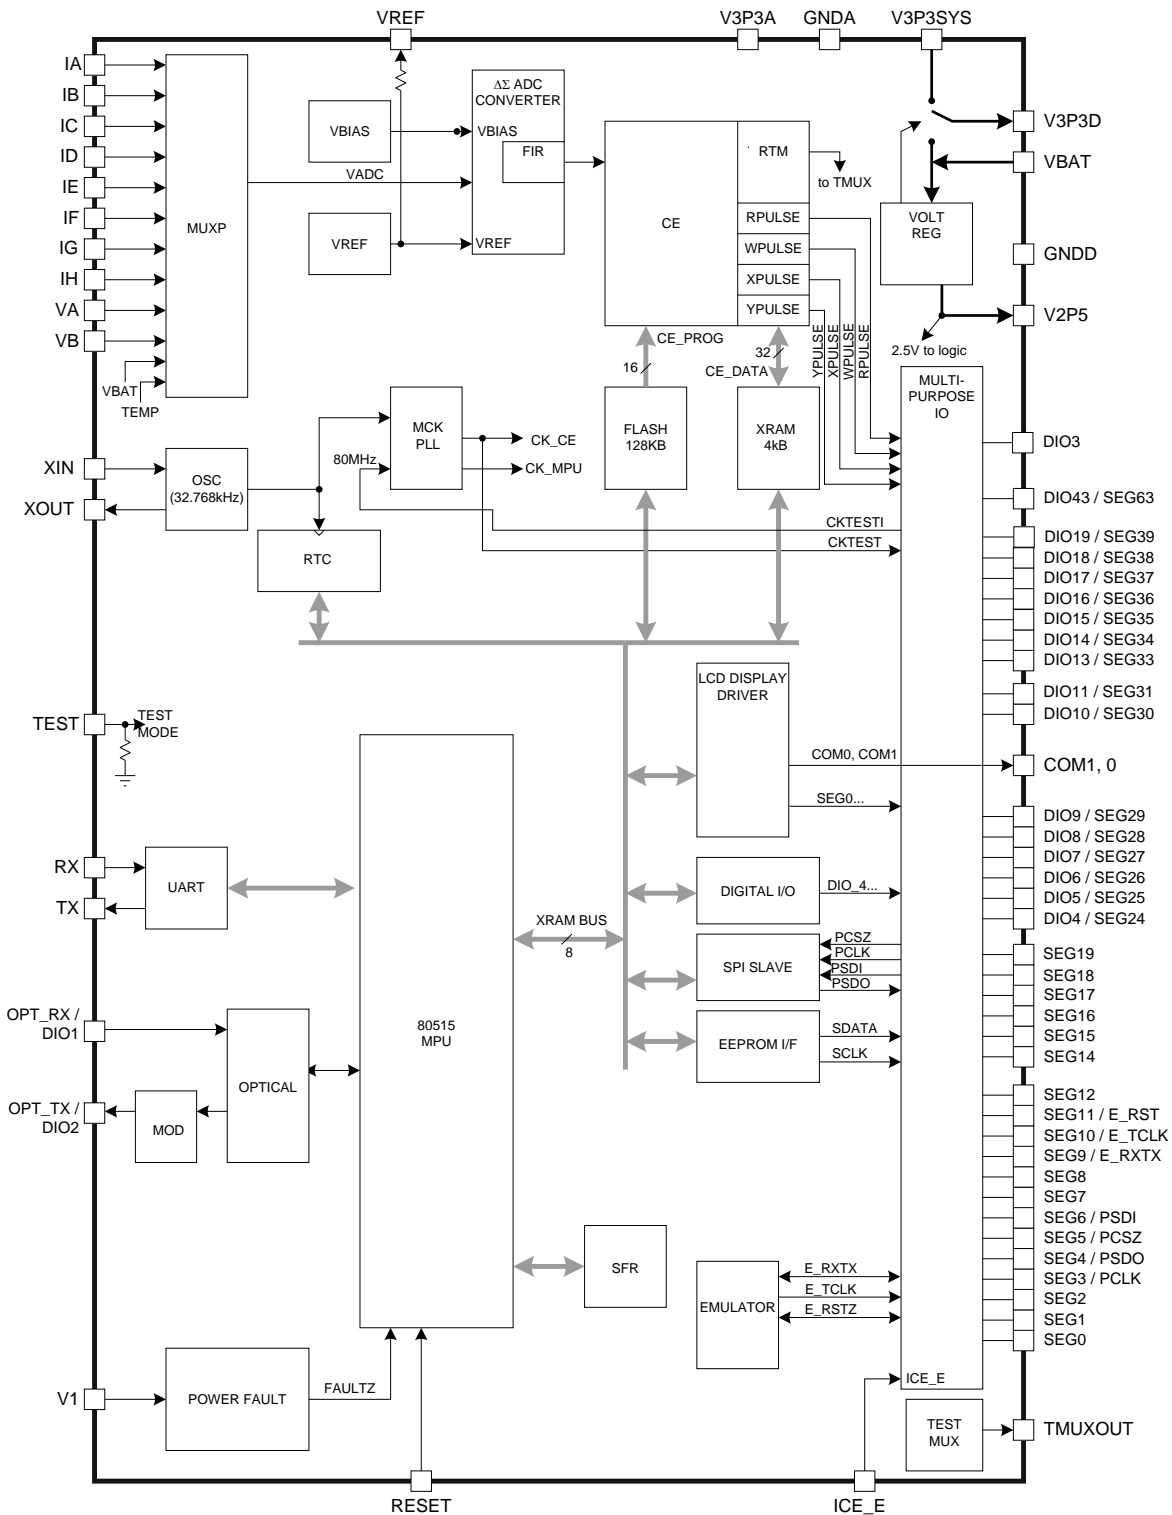 VREF
V3P3A
GNDA
V3P3SYS
IA
IB
IC
ID
IE
IF
IG
IH
VA
VB
VBAT
TEMP
MUXP
VBIAS
VADC
VREF
ΔΣ ADC
CONVERTER
VBIAS
FIR
VREF
CE
RTM
to TMUX
RPULSE
WPULSE
XPULSE
YPULSE
YPULSE
XPULSE
WPULSE
RPULSE
V3P3D
VBAT
VOLT
REG
GNDD
V2P5
2.5V to logic
CE_PROG
16
32
CE_DATA
FLASH
128KB
XRAM
4kB
MULTI-
PURPOSE
IO
MCK
PLL
80MHz
CK_CE
CK_MPU
XIN
XOUT
OSC
(32.768kHz)
RTC
CKTESTI
CKTEST
DIO3
DIO43 / SEG63
DIO19 / SEG39
DIO18 / SEG38
DIO17 / SEG37
DIO16 / SEG36
DIO15 / SEG35
DIO14 / SEG34
DIO13 / SEG33
DIO11 / SEG31
DIO10 / SEG30
COM1, 0
LCD DISPLAY
DRIVER
COM0, COM1
SEG0...
TEST
TEST
MODE
DIO9 / SEG29
DIO8 / SEG28
DIO7 / SEG27
DIO6 / SEG26
DIO5 / SEG25
DIO4 / SEG24
RX
TX
UART
DIGITAL I/O
DIO_4...
XRAM BUS
8
SPI SLAVE
PCSZ
PCLK
PSDI
PSDO
SEG19
SEG18
SEG17
SEG16
SEG15
SEG14
OPT_RX /
DIO1
80515
MPU
EEPROM I/F
SDATA
SCLK
OPTICAL
OPT_TX /
DIO2
MOD
SEG12
SEG11 / E_RST
SEG10 / E_TCLK
SEG9 / E_RXTX
SEG8
SEG7
SEG6 / PSDI
SEG5 / PCSZ
SEG4 / PSDO
SEG3 / PCLK
SEG2
SEG1
SEG0
SFR
EMULATOR
E_RXTX
E_TCLK
E_RSTZ
V1
POWER FAULT
FAULTZ
ICE_E
TEST
MUX
TMUXOUT
RESET
ICE_E